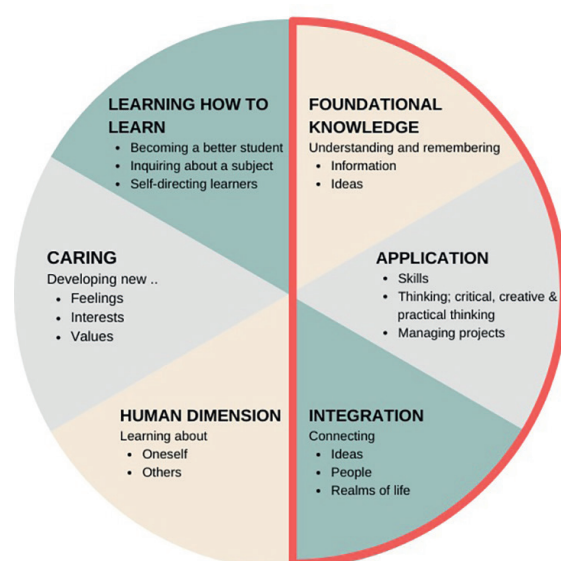 LEARNING HOW TO
LEARN
• Becoming a better student
• Inquiring about a subject
• Self-directing learners
FOUNDATIONAL
KNOWLEDGE
Understanding and remembering
• Information
• Ideas
CARING
Developing new ..
• Feelings
• Interests
• Values
APPLICATION
• Skills
• Thinking; critical, creative &
practical thinking
• Managing projects
HUMAN DIMENSION
Learning about
• Oneself
• Others
INTEGRATION
Connecting
• Ideas
• People
• Realms of life